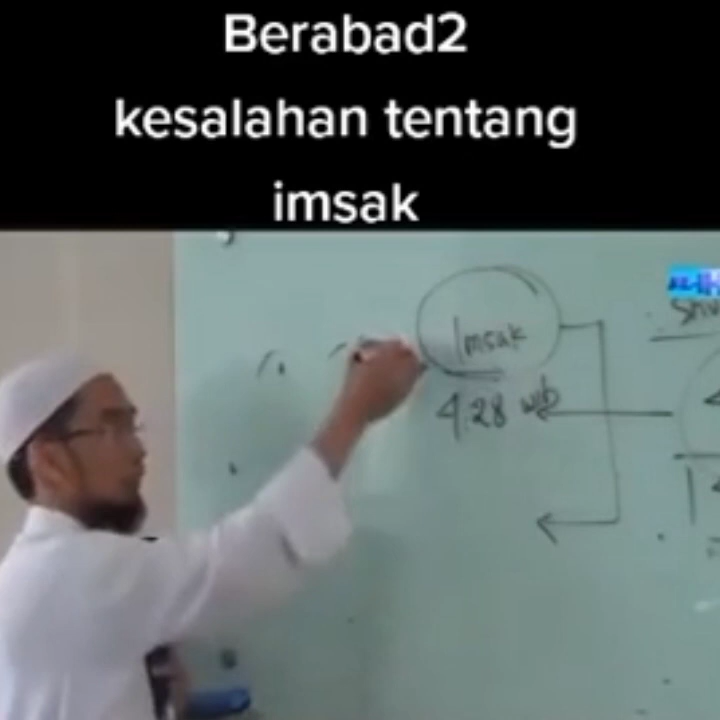 Berabad2
kesalahan tentang
imsak
Imsak
4.28 wib